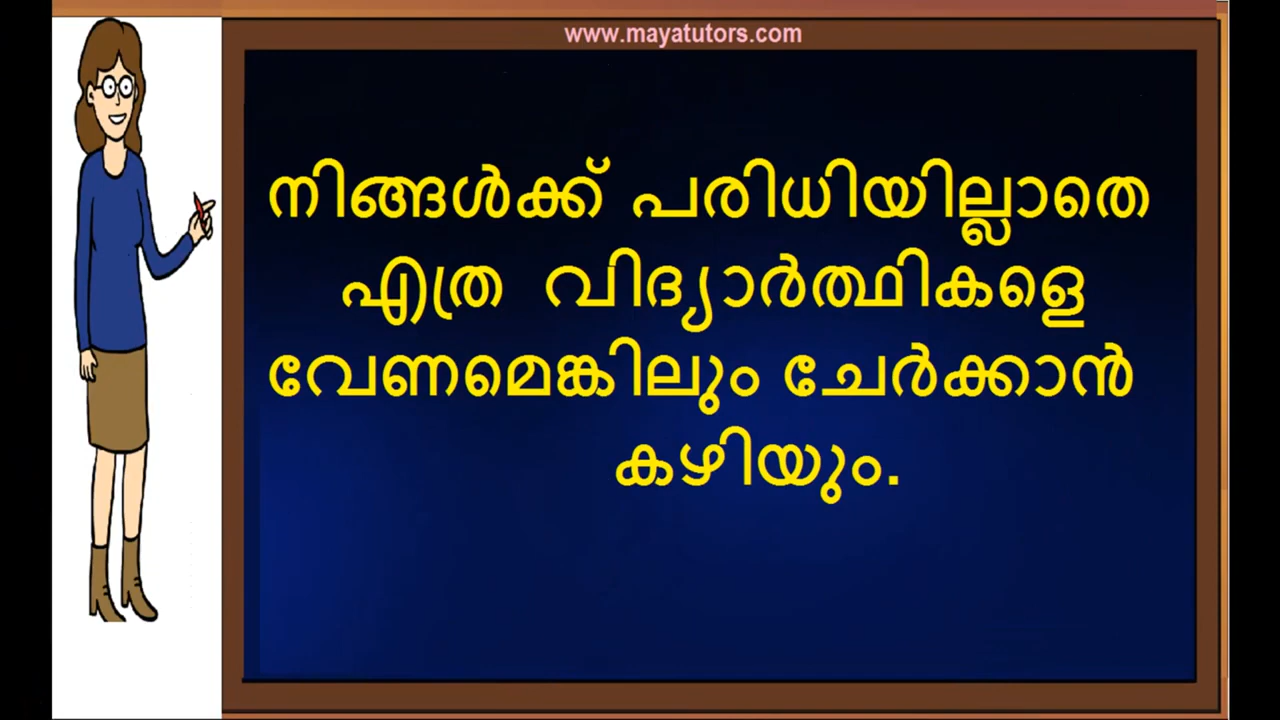 www.mayatutors.com
നിങ്ങൾക്ക് പരിധിയില്ലാതെ
എത്ര വിദ്യാർത്ഥികളെ
വേണമെങ്കിലും ചേർക്കാൻ
കഴിയും.